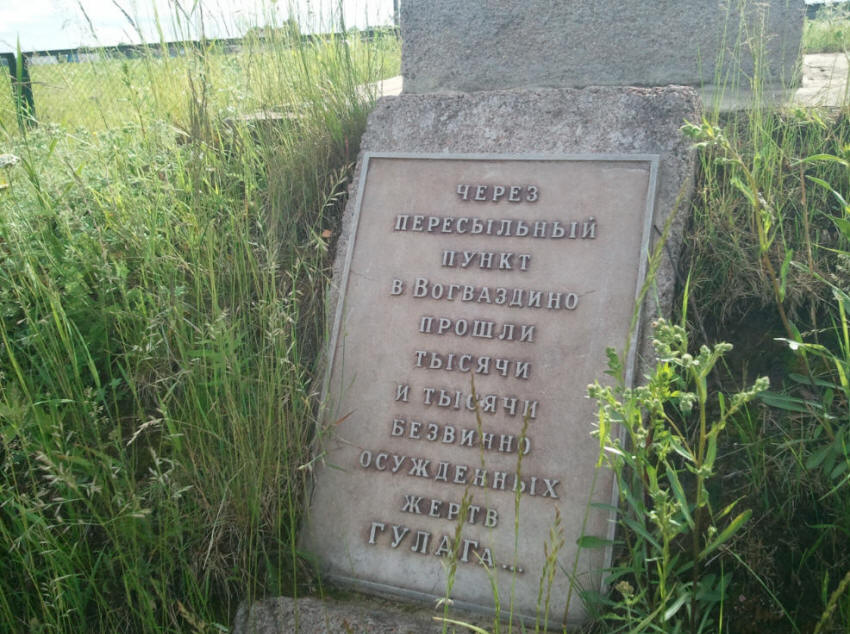 ЧЕРЕЗ
ПЕРЕСЫЛЬНЫЙ
ПУНКТ
В ВОГВАЗДИНО
ПРОШЛИ
ТЫСЯЧИ
И ТЫСЯЧИ
БЕЗВИННО
ОСУЖДЕННЫХ
ЖЕРТВ
ГУЛАГА...